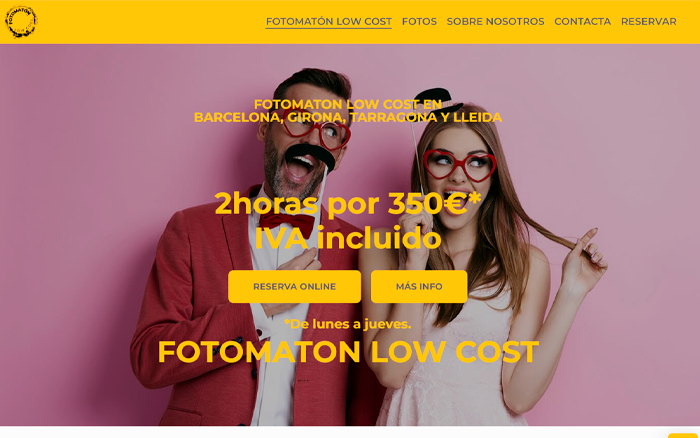 FOTOMATON
FOTOMATÓN LOW COST FOTOS SOBRE NOSOTROS CONTACTA RESERVAR
FOTOMATON LOW COST EN
BARCELONA, GIRONA, TARRAGONA Y LLEIDA
2horas por 350€*
IVA incluido
RESERVA ONLINE MÁS INFO
*De lunes a jueves.
FOTOMATON LOW COST